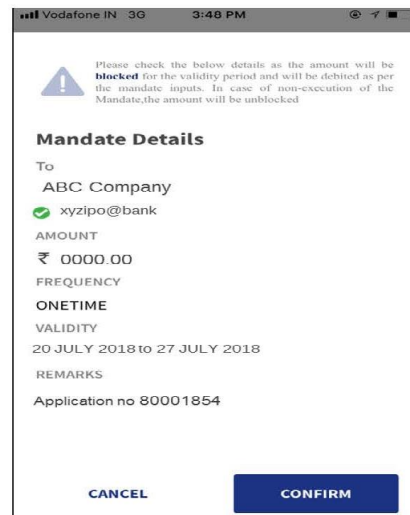 Vodafone IN 3G 3:48 PM
Please check the below details as the amount will be
blocked for the validity period and will be debited as per
the mandate inputs. In case of non-execution of the
Mandate,the amount will be unblocked
Mandate Details
To
ABC Company
xyzipo@bank
AMOUNT
₹ 0000.00
FREQUENCY
ONETIME
VALIDITY
20 JULY 2018 to 27 JULY 2018
REMARKS
Application no 80001854
CANCEL CONFIRM